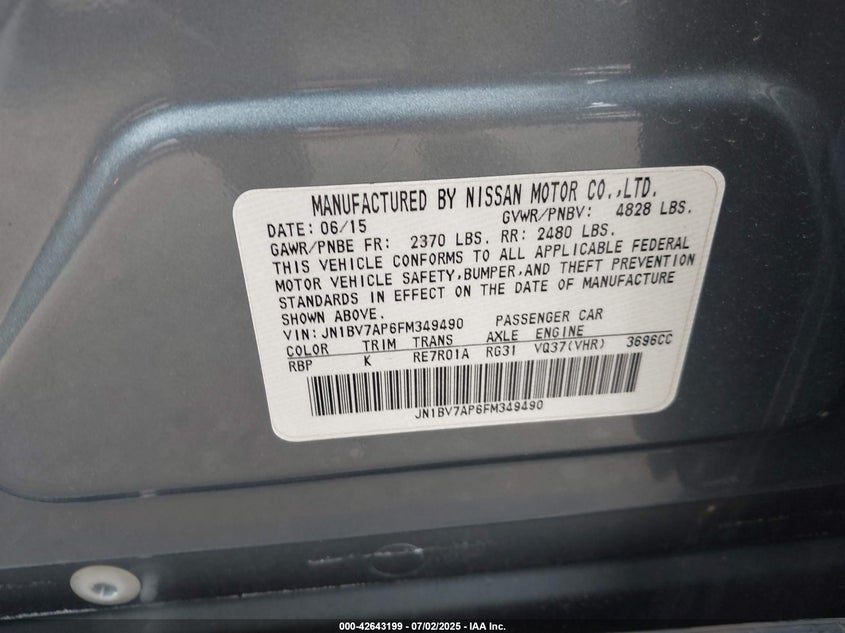 MANUFACTURED BY NISSAN MOTOR CO.,LTD.
DATE: 06/15 GVWR/PNBV: 4828 LBS.
GAWR/PNBE FR: 2370 LBS. RR: 2480 LBS.
THIS VEHICLE CONFORMS TO ALL APPLICABLE FEDERAL
MOTOR VEHICLE SAFETY,BUMPER,AND THEFT PREVENTION
STANDARDS IN EFFECT ON THE DATE OF MANUFACTURE
SHOWN ABOVE.
VIN:JN1BV7AP6FM349490 PASSENGER CAR
COLOR TRIM TRANS AXLE ENGINE
RBP K RE7R01A RG31 VQ37(VHR) 3696CC
JN1BV7AP6FM349490
000-42643199 - 07/02/2025 - IAA Inc.